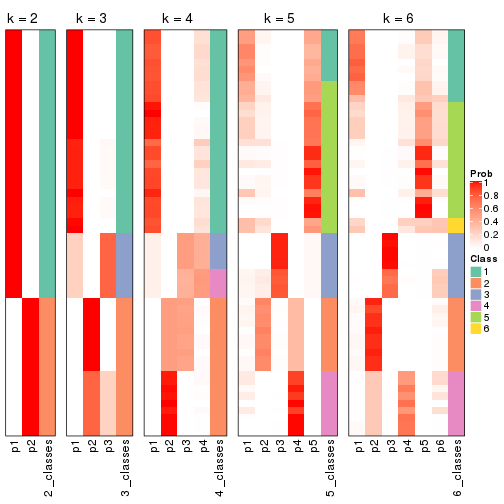 k = 2
k = 3
k = 4
k = 5
k = 6
p1
p2
2_classes
p1
p2
p3
3_classes
p1
p2
p3
p4
4_classes
p1
p2
p3
p4
p5
5_classes
p1
p2
p3
p4
p5
p6
6_classes
Prob
1
0.8
0.6
0.4
0.2
0
Class
1
2
3
4
5
6